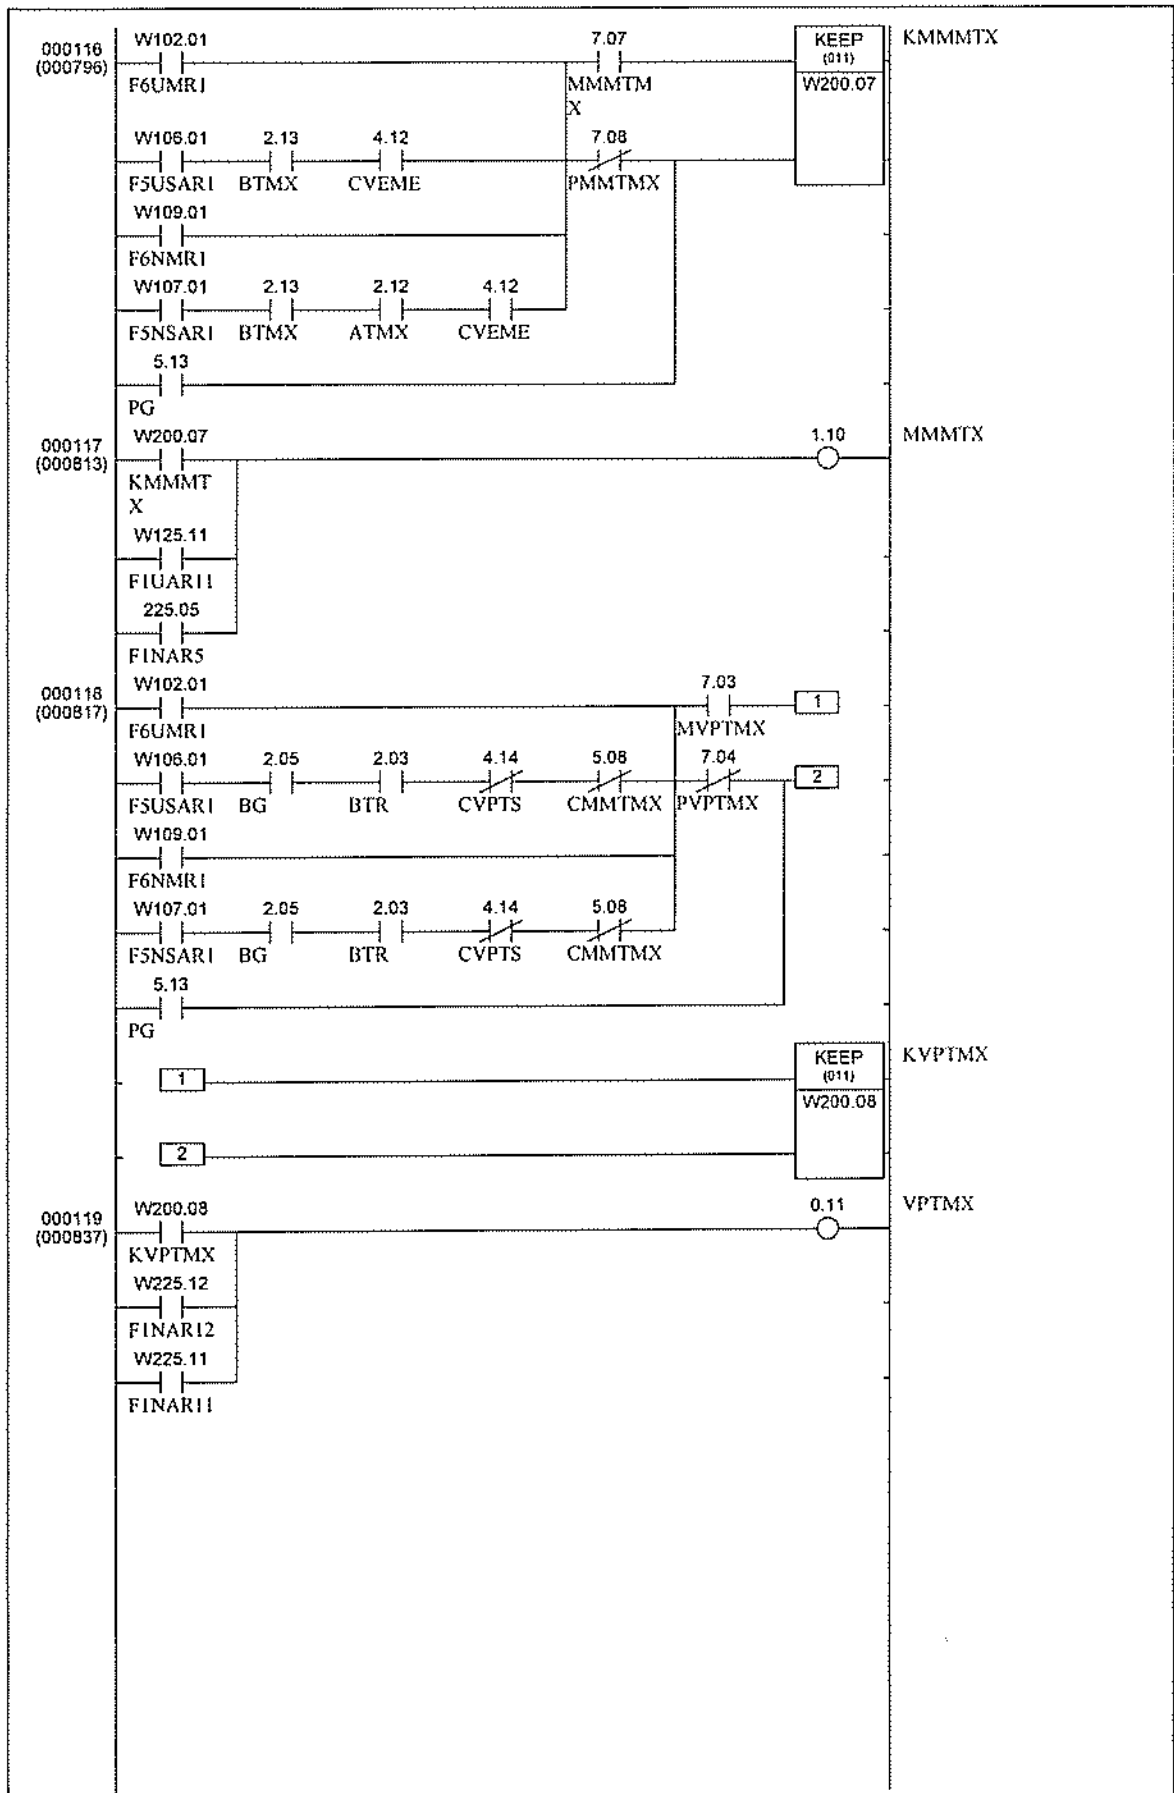 000116
(000796)
W102.01
F6UMR1
7.07
MMMTM
X
KEEP
(011)
W200.07
KMMMTX
W106.01
F5USAR1
2.13
BTMX
4.12
CVEME
7.08
PMMTMX
W109.01
F6NMR1
W107.01
F5NSAR1
2.13
BTMX
2.12
ATMX
4.12
CVEME
5.13
PG
000117
(000813)
W200.07
KMMMT
X
1.10
MMMTX
W125.11
F1UAR11
225.05
F1NAR5
000118
(000817)
W102.01
F6UMR1
7.03
MVPTMX
1
W106.01
F5USAR1
2.05
BG
2.03
BTR
4.14
CVPTS
5.08
CMMTMX
7.04
PVPTMX
2
W109.01
F6NMR1
W107.01
F5NSAR1
2.05
BG
2.03
BTR
4.14
CVPTS
5.08
CMMTMX
5.13
PG
1
KEEP
(011)
W200.08
KVPTMX
2
000119
(000837)
W200.08
KVPTMX
0.11
VPTMX
W225.12
F1NAR12
W225.11
F1NAR11